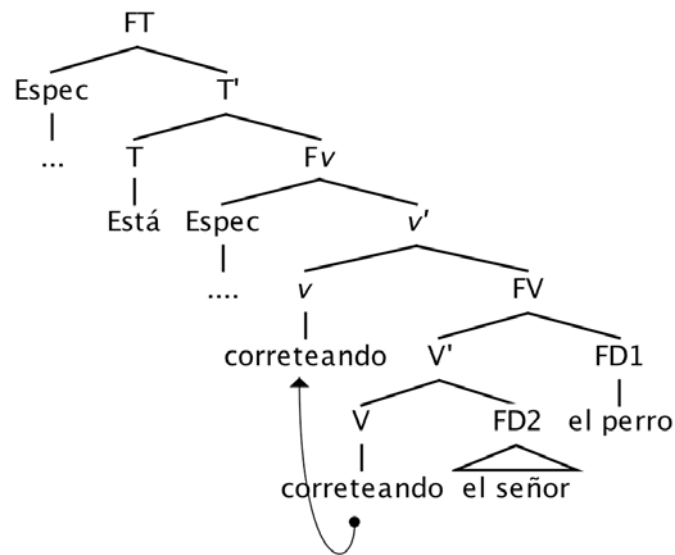 FT
Espec T'
... T Fv
Está Espec v'
.... v FV
correteando V' FD1
V FD2 el perro
correteando el señor